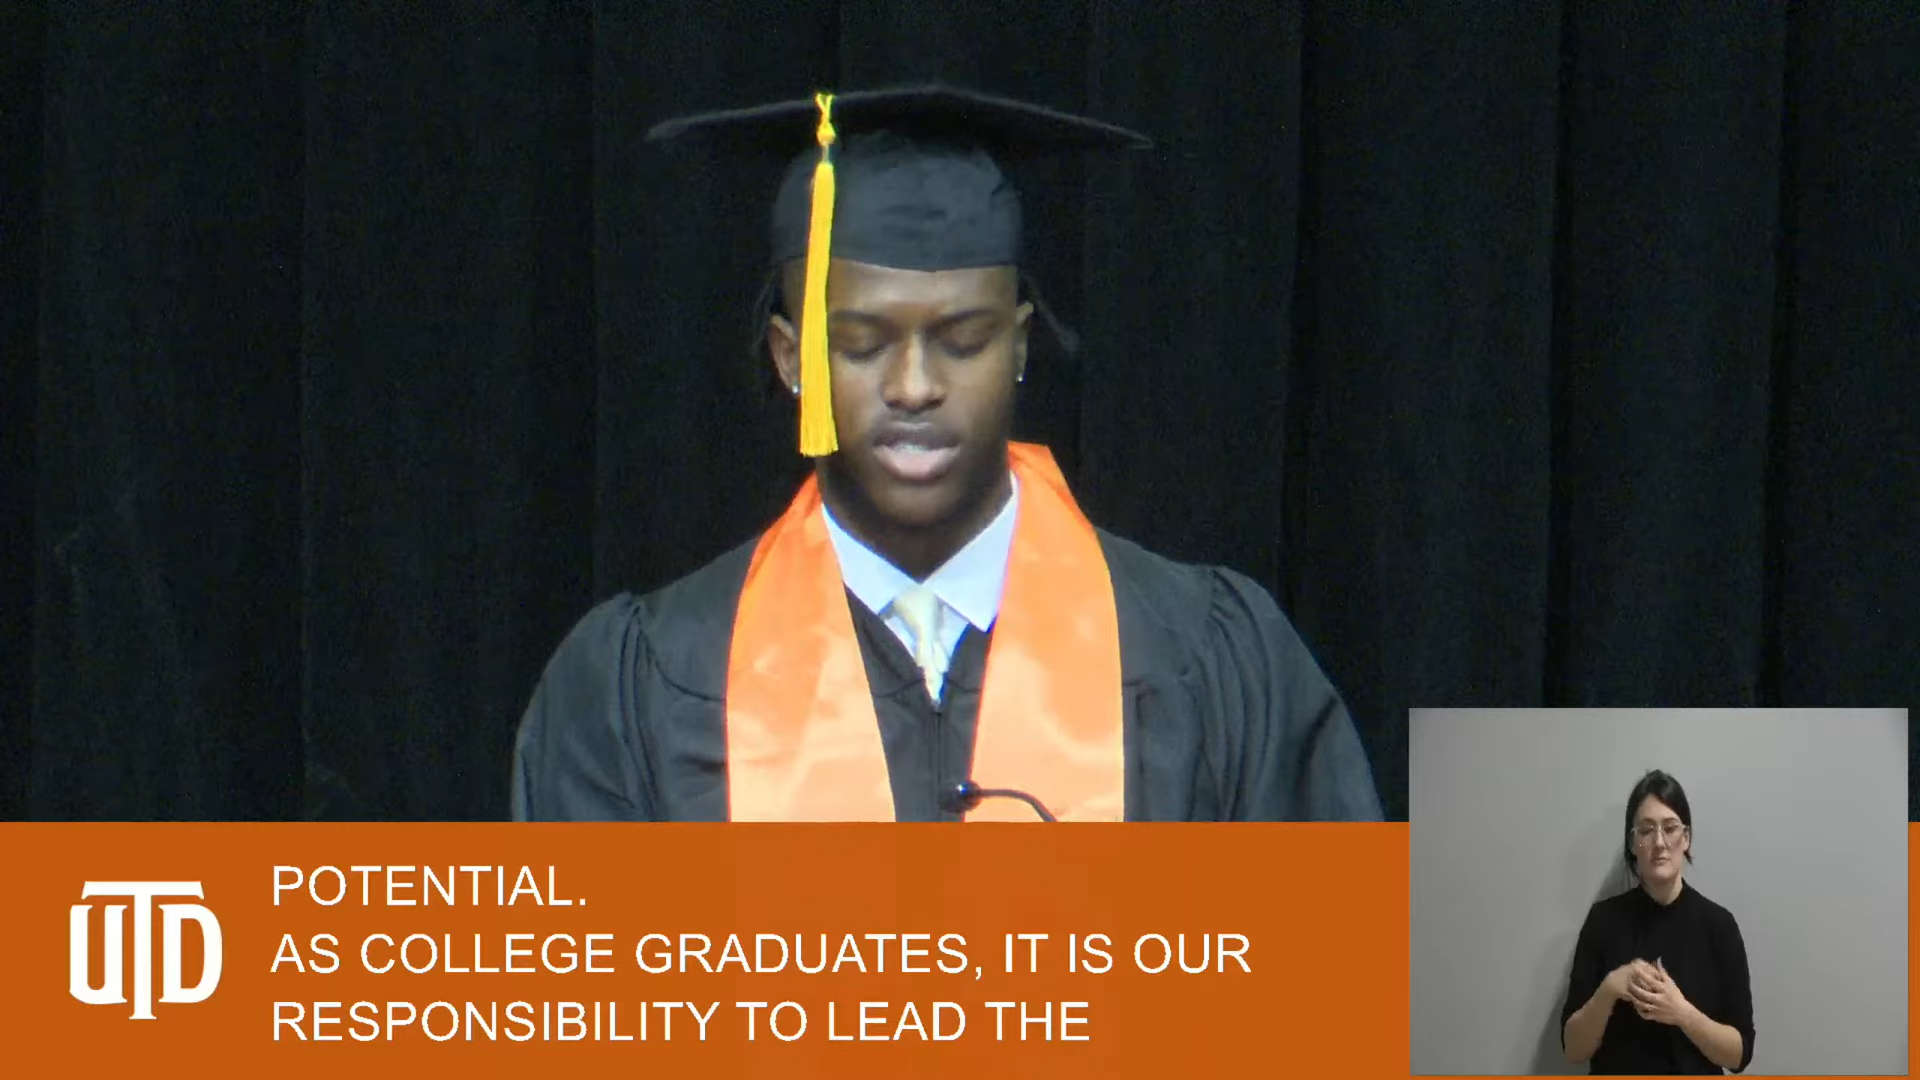 UTD
POTENTIAL.
AS COLLEGE GRADUATES, IT IS OUR
RESPONSIBILITY TO LEAD THE